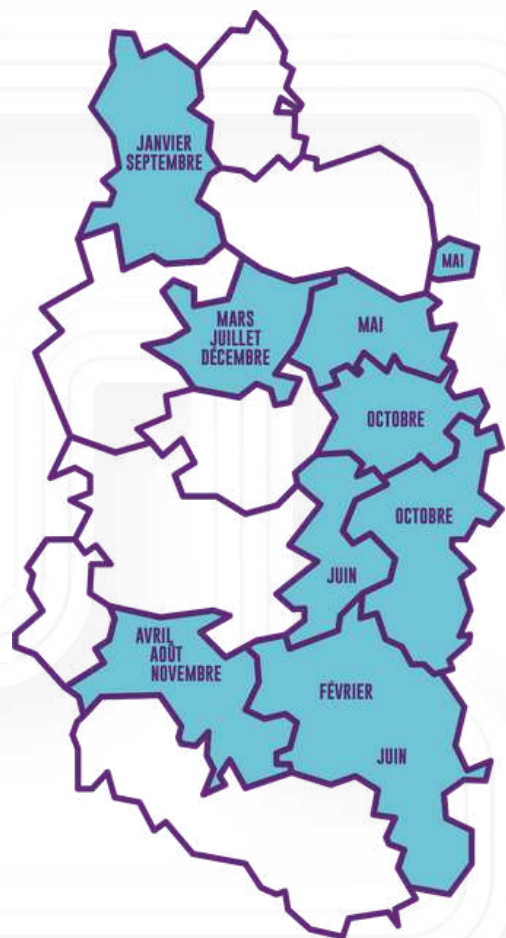 JANVIER
SEPTEMBRE
MAI
MARS
JUILLET
DÉCEMBRE
MAI
OCTOBRE
OCTOBRE
JUIN
AVRIL
AOÛT
NOVEMBRE
FÉVRIER
JUIN